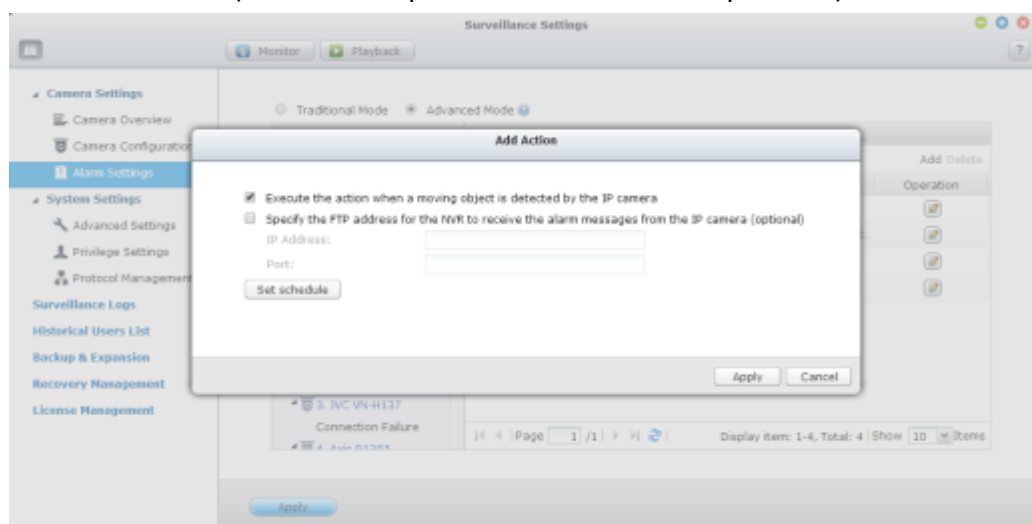 Surveillance Settings
Monitor
Playback
?
Camera Settings
Camera Overview
Camera Configuration
Alarm Settings
System Settings
Advanced Settings
Privilege Settings
Protocol Management
Surveillance Logs
Historical Users List
Backup & Expansion
Recovery Management
License Management
Traditional Mode
Advanced Mode
Add Delete
Operation
Add Action
Execute the action when a moving object is detected by the IP camera
Specify the FTP address for the NVR to receive the alarm messages from the IP camera (optional)
IP Address:
Port:
Set schedule
Apply
Cancel
3. JVC VN-H137
Connection Failure
Page 1 /1
Display item: 1-4, Total: 4
Show 10 Items
Apply